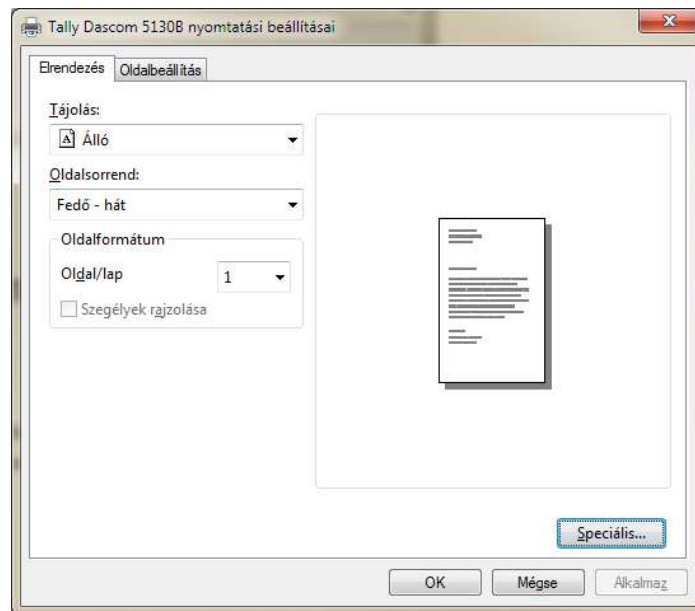 Tally Dascom 5130B nyomtatási beállításai
Elrendezés
Oldalbeállítás
Tájolás:
Álló
Oldalsorrend:
Fedő - hát
Oldalformátum
Oldal/lap
1
Szegélyek rajzolása
Speciális...
OK
Mégse
Alkalmaz